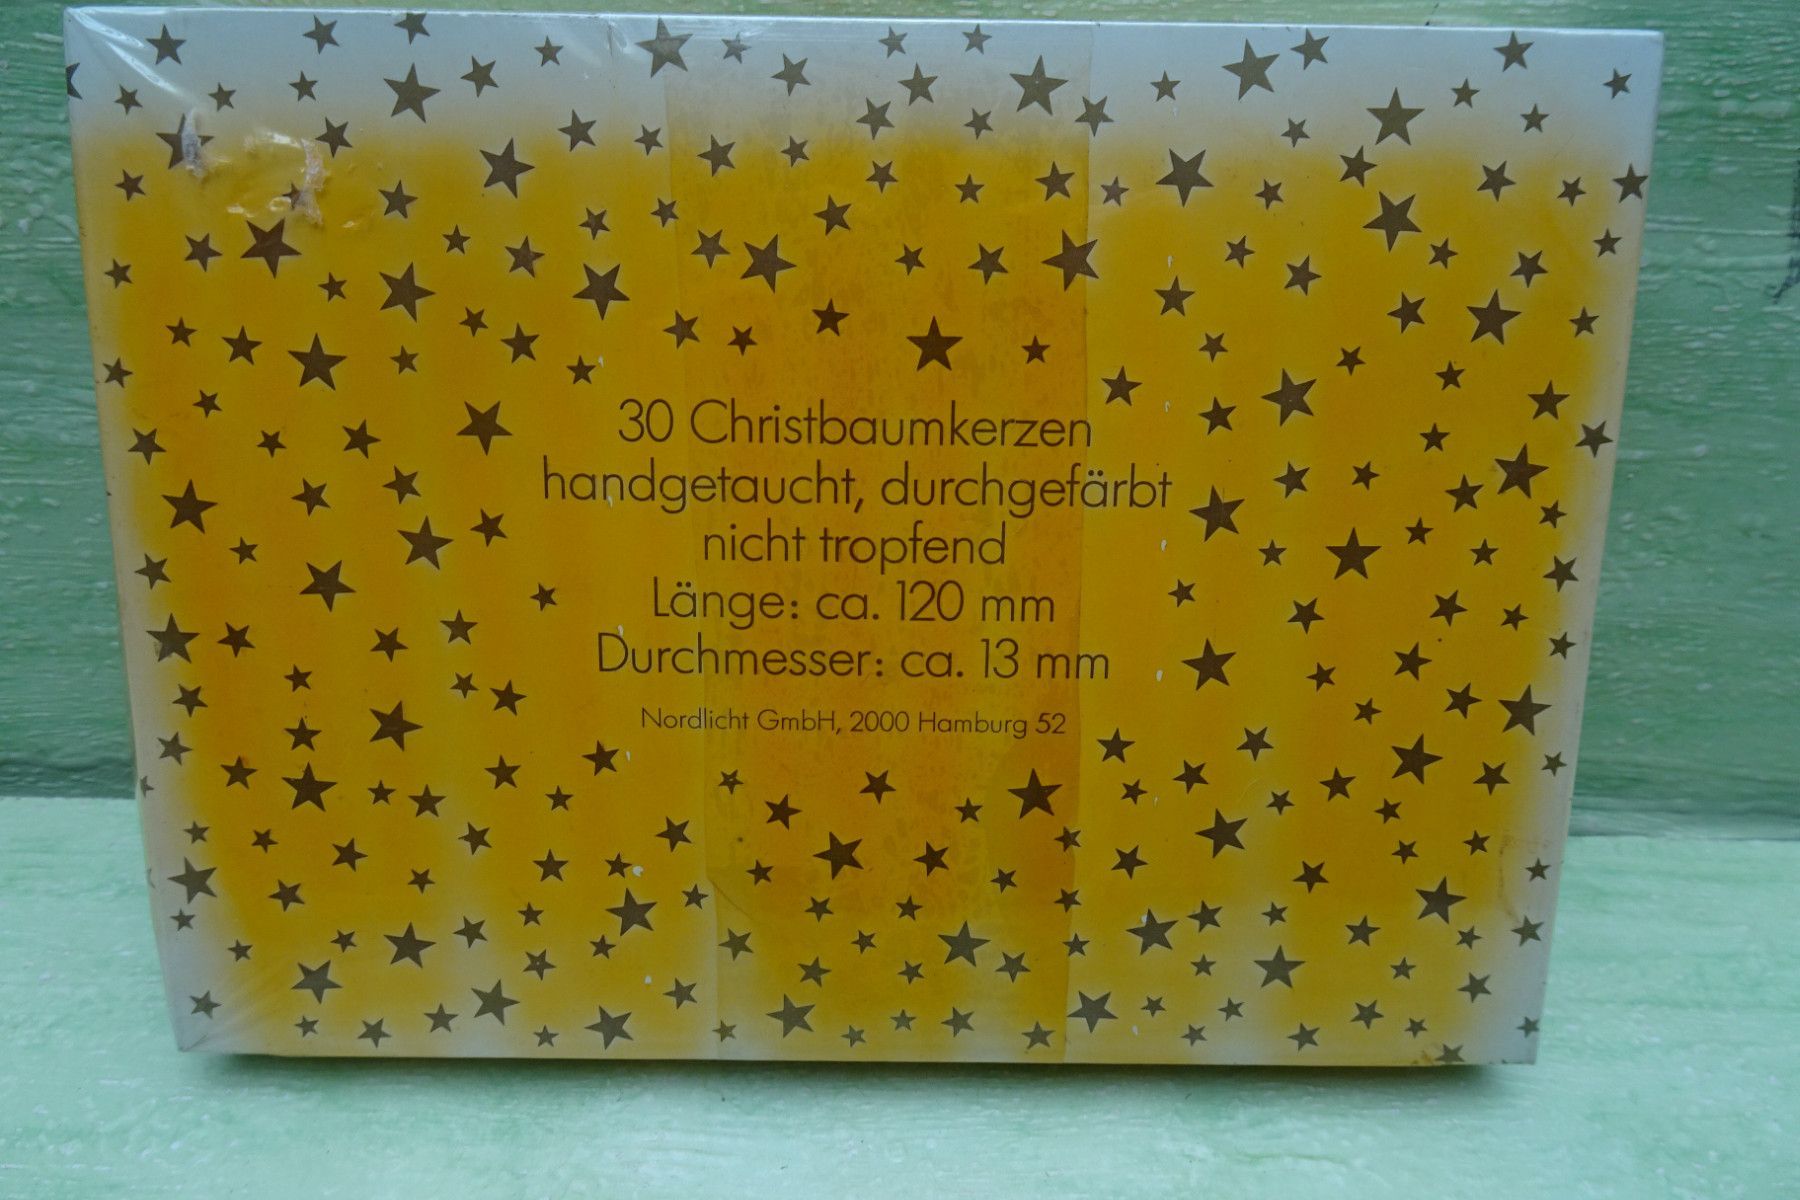 30 Christbaumkerzen
handgetaucht, durchgefärbt
nicht tropfend
Länge: ca. 120 mm
Durchmesser: ca. 13 mm
Nordlicht GmbH, 2000 Hamburg 52